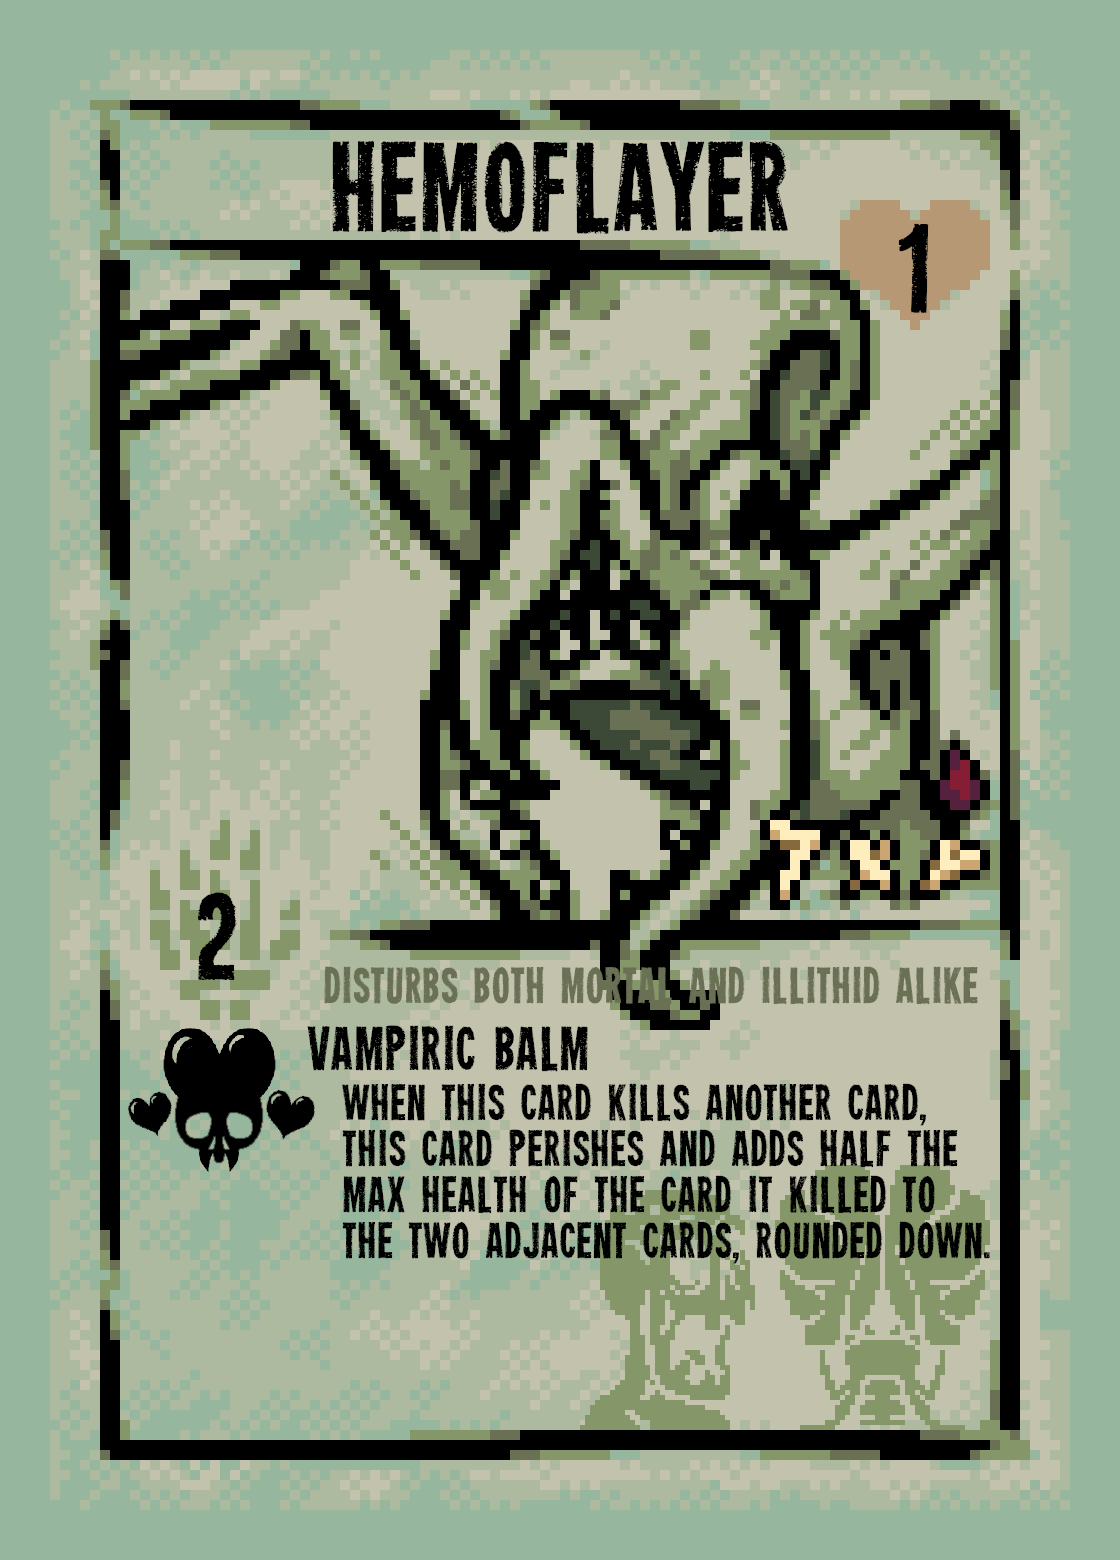 HEMOFLAYER
1
2
DISTURBS BOTH MORTAL AND ILLITHID ALIKE
VAMPIRIC BALM
WHEN THIS CARD KILLS ANOTHER CARD,
THIS CARD PERISHES AND ADDS HALF THE
MAX HEALTH OF THE CARD IT KILLED TO
THE TWO ADJACENT CARDS, ROUNDED DOWN.